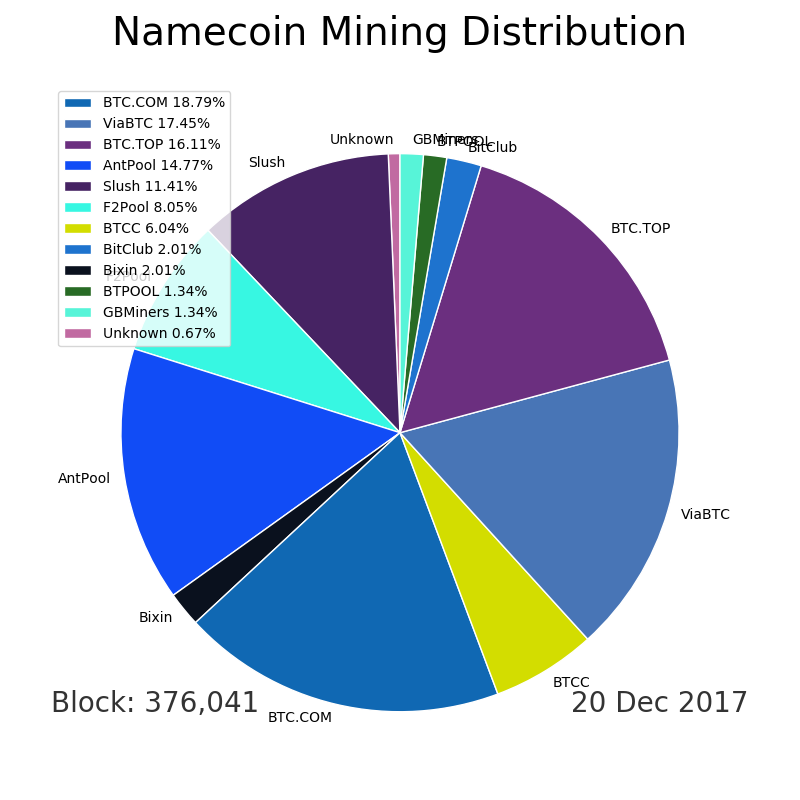 Namecoin Mining Distribution
BTC.COM 18.79%
ViaBTC 17.45%
BTC.TOP 16.11%
AntPool 14.77%
Slush 11.41%
F2Pool 8.05%
BTCC 6.04%
BitClub 2.01%
Bixin 2.01%
BTPOOL 1.34%
GBMiners 1.34%
Unknown 0.67%
Unknown
GBMiners
BTPOOL
BitClub
Slush
BTC.TOP
F2Pool
AntPool
ViaBTC
Bixin
BTCC
BTC.COM
Block: 376,041
20 Dec 2017